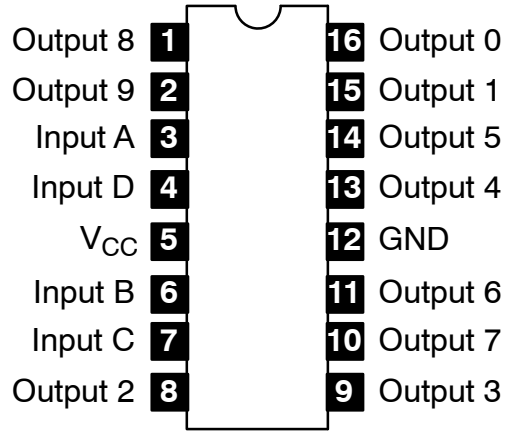 Output 8 1 16 Output 0
Output 9 2 15 Output 1
Input A 3 14 Output 5
Input D 4 13 Output 4
VCC 5 12 GND
Input B 6 11 Output 6
Input C 7 10 Output 7
Output 2 8 9 Output 3